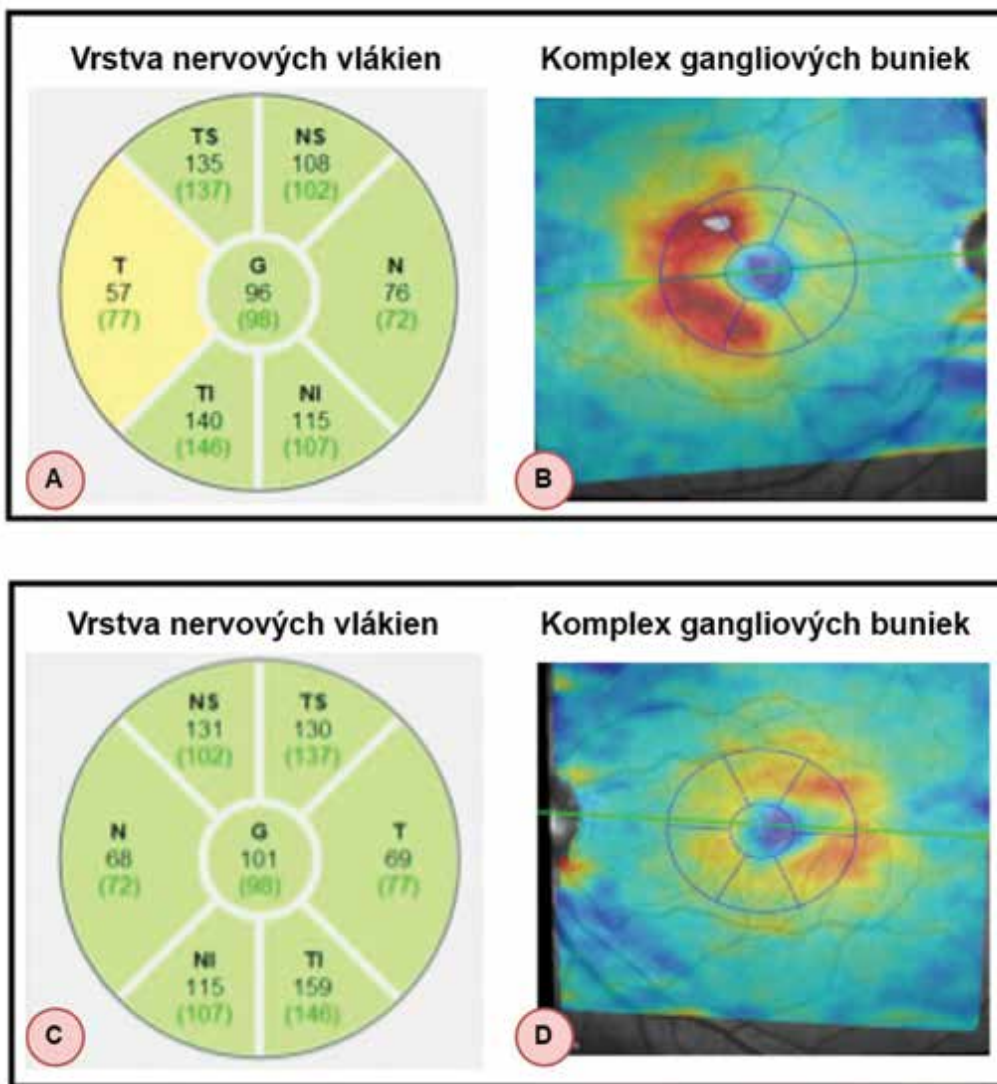 Vrstva nervových vlákien
Komplex gangliových buniek
TS
135
(137)
NS
108
(102)
T
57
(77)
G
96
(98)
N
76
(72)
TI
140
(146)
NI
115
(107)
A
B
Vrstva nervových vlákien
Komplex gangliových buniek
NS
131
(102)
TS
130
(137)
N
68
(72)
G
101
(98)
T
69
(77)
NI
115
(107)
TI
159
(146)
C
D